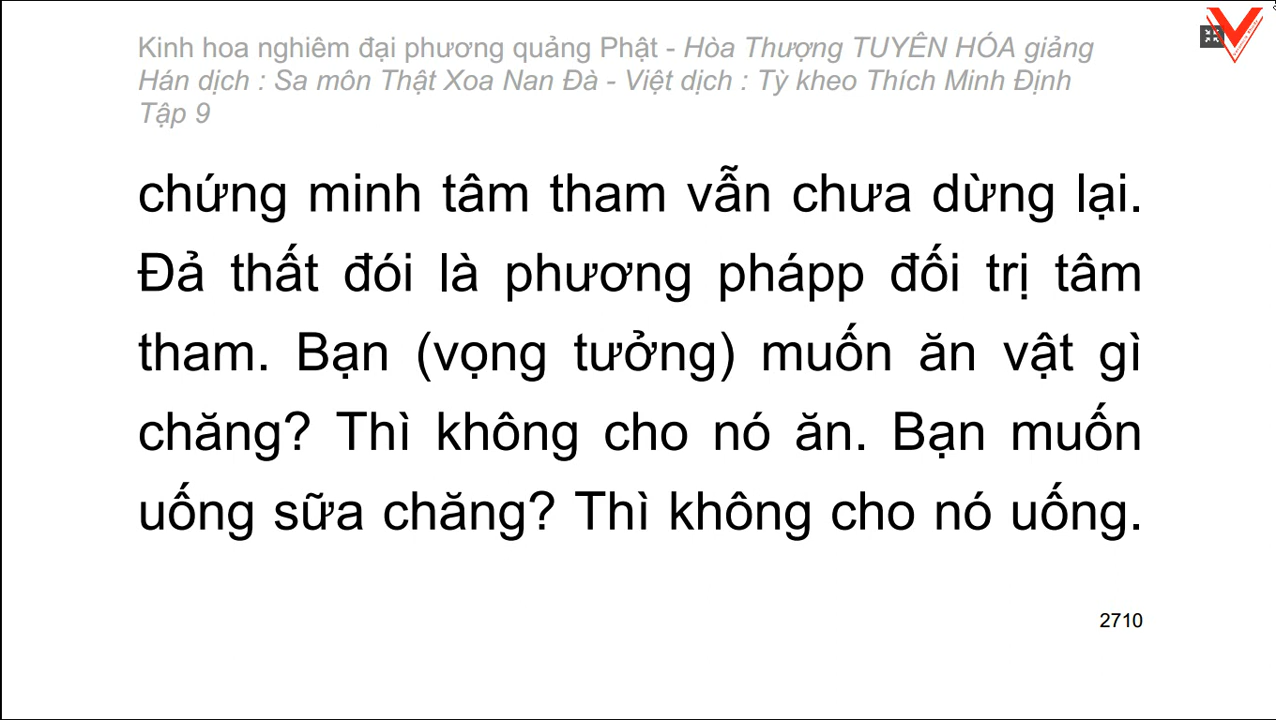 Kinh hoa nghiêm đại phương quảng Phật - Hòa Thượng TUYÊN HÓA giảng
Hán dịch : Sa môn Thật Xoa Nan Đà - Việt dịch : Tỳ kheo Thích Minh Định
Tập 9
chứng minh tâm tham vẫn chưa dừng lại.
Đả thất đói là phương phápp đối trị tâm
tham. Bạn (vọng tưởng) muốn ăn vật gì
chăng? Thì không cho nó ăn. Bạn muốn
uống sữa chăng? Thì không cho nó uống.
2710